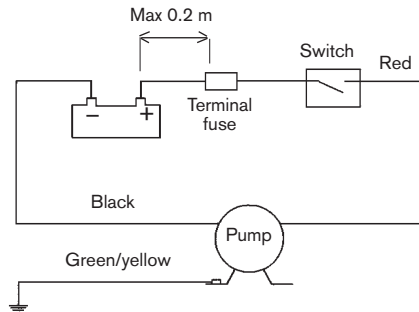 Max 0.2 m
Switch
Red
Terminal
fuse
− +
Black
Pump
Green/yellow